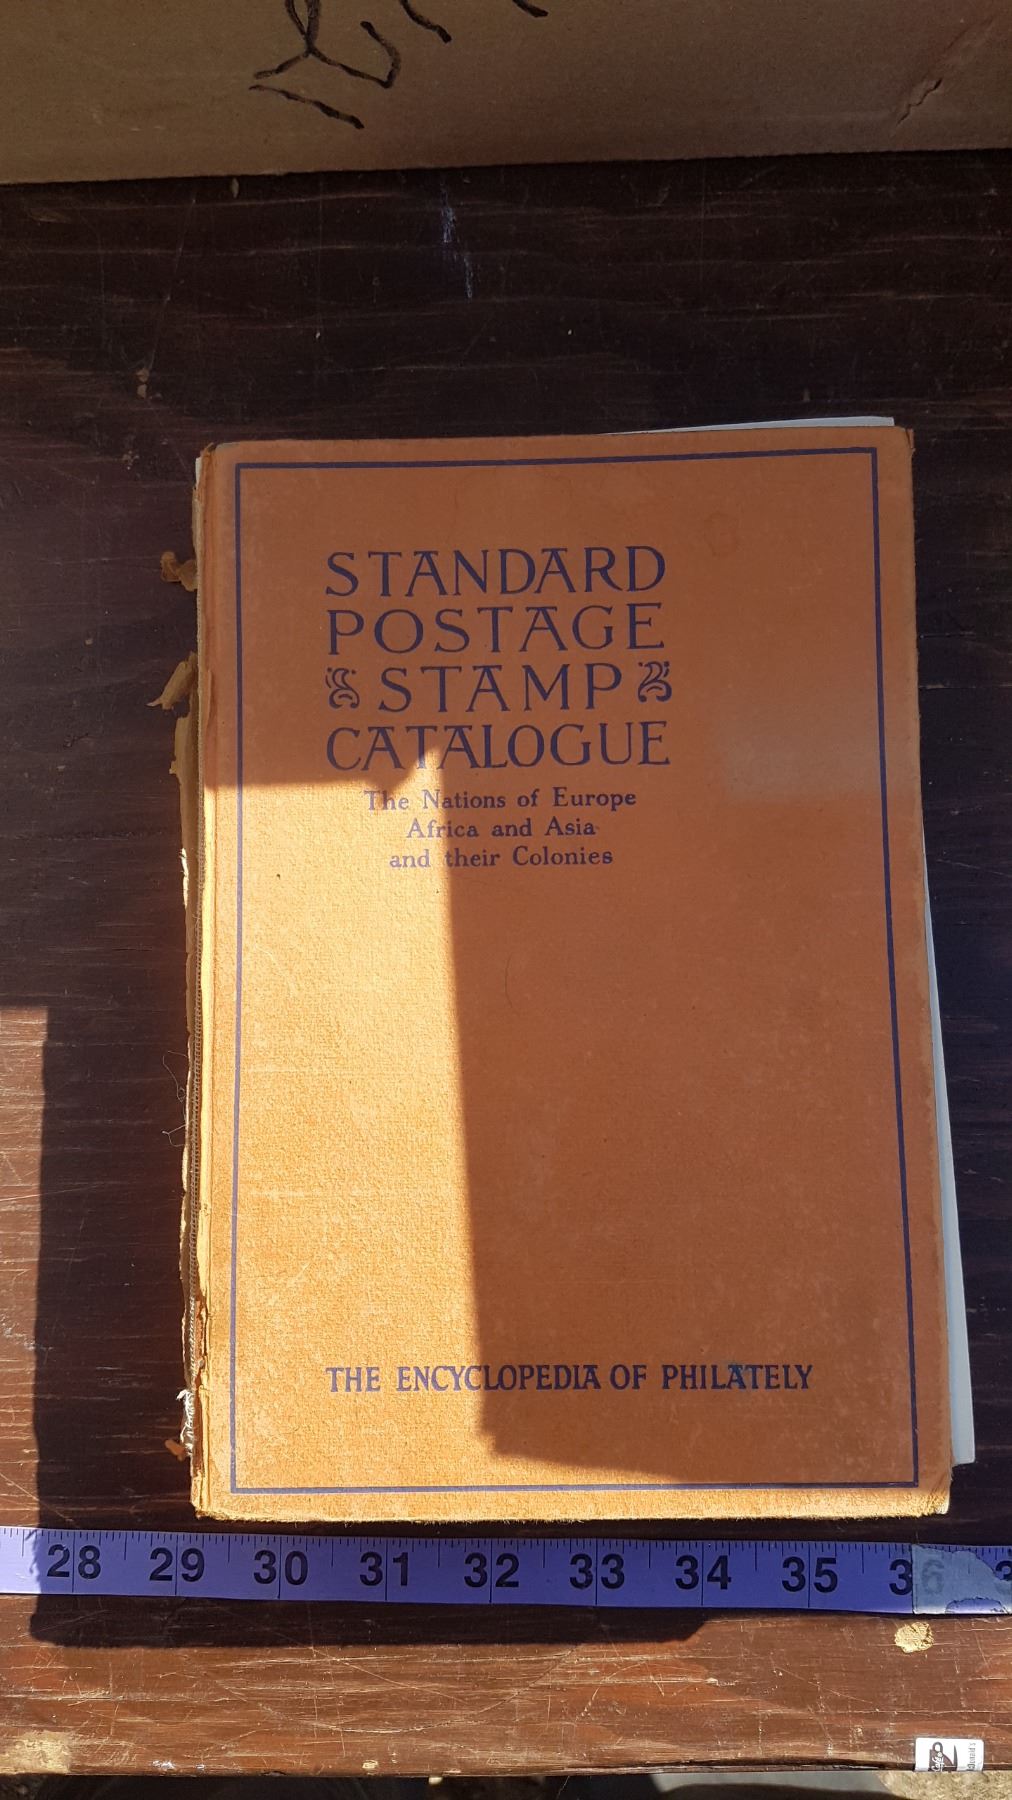 STANDARD
POSTAGE
STAMP
CATALOGUE
The Nations of Europe
Africa and Asia
and their Colonies
THE ENCYCLOPEDIA OF PHILATELY
28 29 30 31 32 33 34 35 36